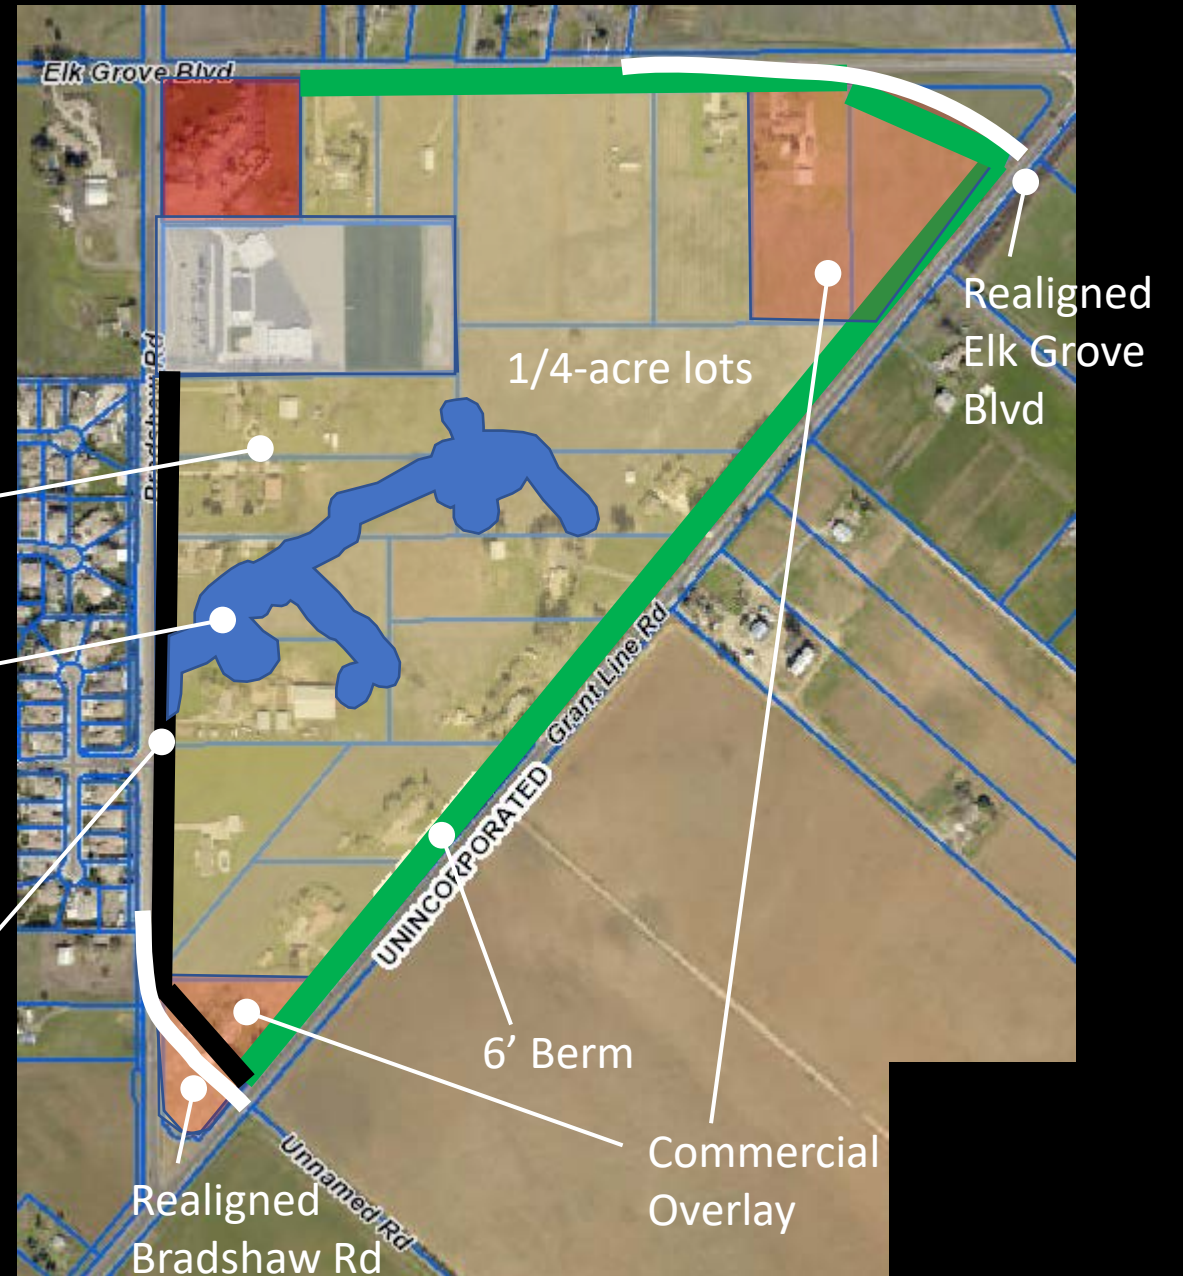 Elk Grove Blvd
Realigned
Elk Grove
Blvd
Bradshaw Rd
1/4-acre lots
Grant Line Rd
UNINCORPORATED
6’ Berm
Commercial
Overlay
Unnamed Rd
Realigned
Bradshaw Rd